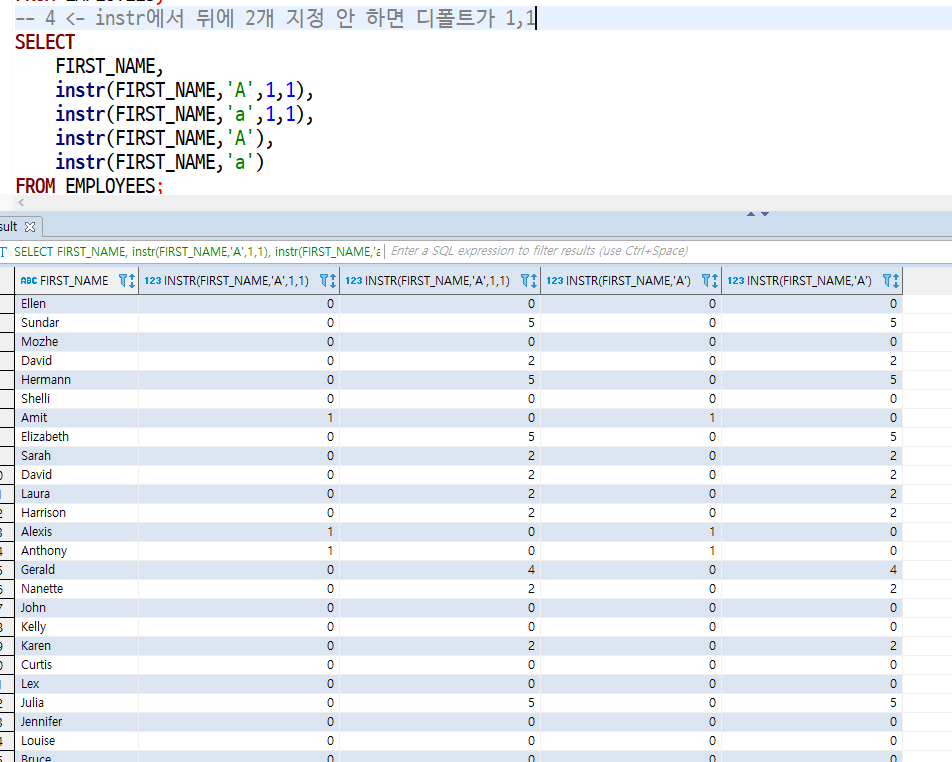 -- 4 <- instr에서 뒤에 2개 지정 안 하면 디폴트가 1,1
SELECT
FIRST_NAME,
instr(FIRST_NAME,'A',1,1),
instr(FIRST_NAME,'a',1,1),
instr(FIRST_NAME,'A'),
instr(FIRST_NAME,'a')
FROM EMPLOYEES;
sult
T SELECT FIRST_NAME, instr(FIRST_NAME,'A',1,1), instr(FIRST_NAME,'a Enter a SQL expression to filter results (use Ctrl+Space)
ABC FIRST_NAME 123 INSTR(FIRST_NAME,'A',1,1) 123 INSTR(FIRST_NAME,'A',1,1) 123 INSTR(FIRST_NAME,'A') 123 INSTR(FIRST_NAME,'A')
Ellen 0 0 0 0
Sundar 0 5 0 5
Mozhe 0 0 0 0
David 0 2 0 2
Hermann 0 5 0 5
Shelli 0 0 0 0
Amit 1 0 1 0
Elizabeth 0 5 0 5
Sarah 0 2 0 2
David 0 2 0 2
Laura 0 2 0 2
Harrison 0 2 0 2
Alexis 1 0 1 0
Anthony 1 0 1 0
Gerald 0 4 0 4
Nanette 0 2 0 2
John 0 0 0 0
Kelly 0 0 0 0
Karen 0 2 0 2
Curtis 0 0 0 0
Lex 0 0 0 0
Julia 0 5 0 5
Jennifer 0 0 0 0
Louise 0 0 0 0
Bruce 0 0 0 0